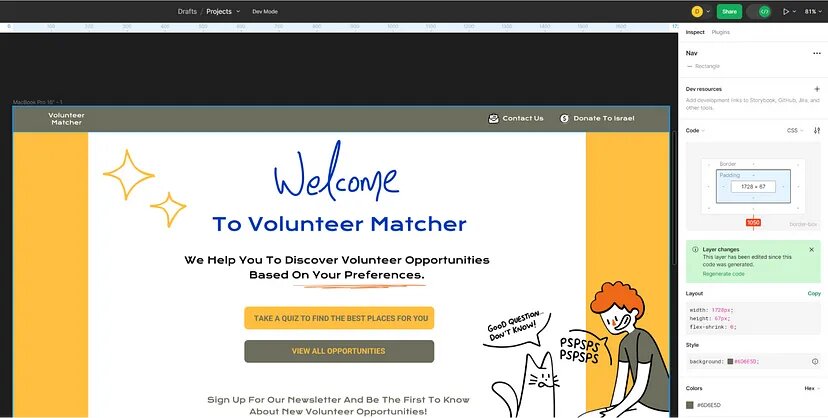 Drafts / Projects
Dev Mode
D
Share
81%
0 100 200 300 400 500 600 700 800 900 1000 1100 1200 1300 1400 1500 1600
MacBook Pro 16" - 1
Volunteer
Matcher
Contact Us
Donate To Israel
Welcome
To Volunteer Matcher
We Help You To Discover Volunteer Opportunities
Based On Your Preferences.
TAKE A QUIZ TO FIND THE BEST PLACES FOR YOU
VIEW ALL OPPORTUNITIES
GOOD QUESTION...
DON'T KNOW!
PSPSPS
PSPSPS
Sign Up For Our Newsletter And Be The First To Know
About New Volunteer Opportunities!
Inspect Plugins
Nav
Rectangle
Dev resources
Add development links to Storybook, GitHub, Jira, and
other tools.
Code
CSS
Border
Padding
1728 × 67
1050
border-box
Layer changes
This layer has been edited since this
code was generated.
Regenerate code
Layout
Copy
width: 1728px;
height: 67px;
flex-shrink: 0;
Style
background: #6D6E5D;
Colors
Hex
#6D6E5D